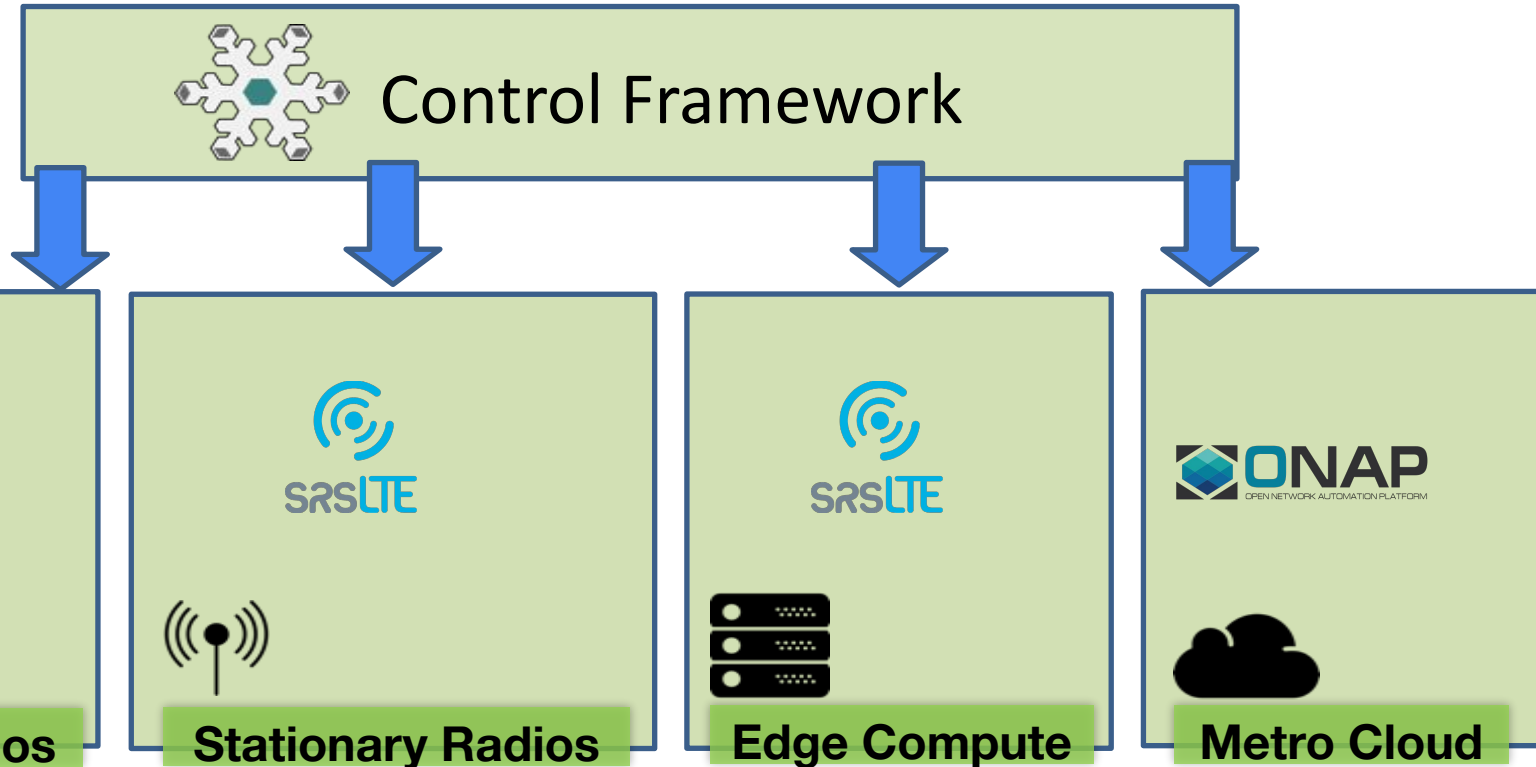 Control Framework
SRSLTE
SRSLTE
ONAP
OPEN NETWORK AUTOMATION PLATFORM
os
Stationary Radios
Edge Compute
Metro Cloud